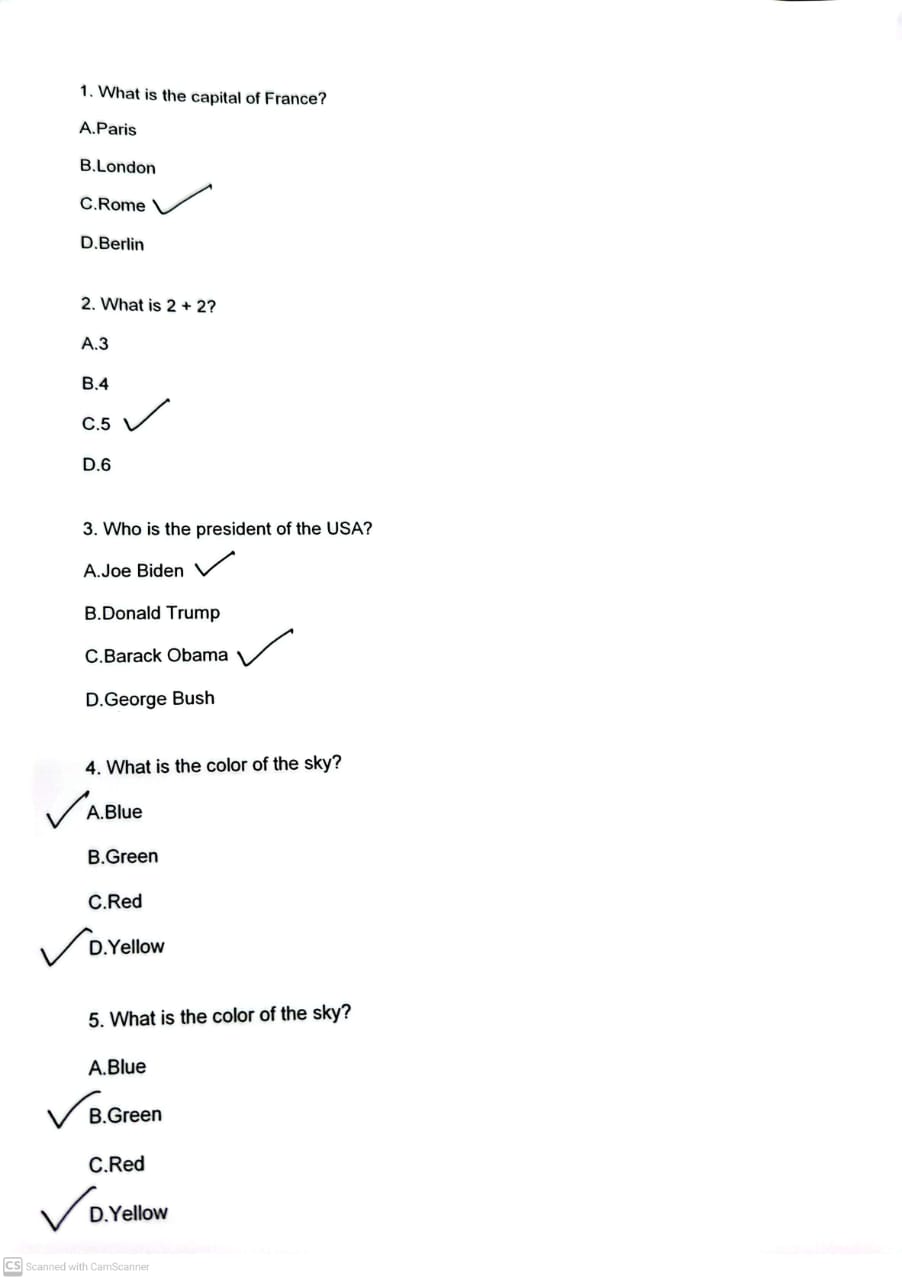 1. What is the capital of France?
A.Paris
B.London
C.Rome ✓
D.Berlin
2. What is 2 + 2?
A.3
B.4
C.5 ✓
D.6
3. Who is the president of the USA?
A.Joe Biden ✓
B.Donald Trump
C.Barack Obama ✓
D.George Bush
4. What is the color of the sky?
✓ A.Blue
B.Green
C.Red
✓ D.Yellow
5. What is the color of the sky?
A.Blue
✓ B.Green
C.Red
✓ D.Yellow
CS Scanned with CamScanner